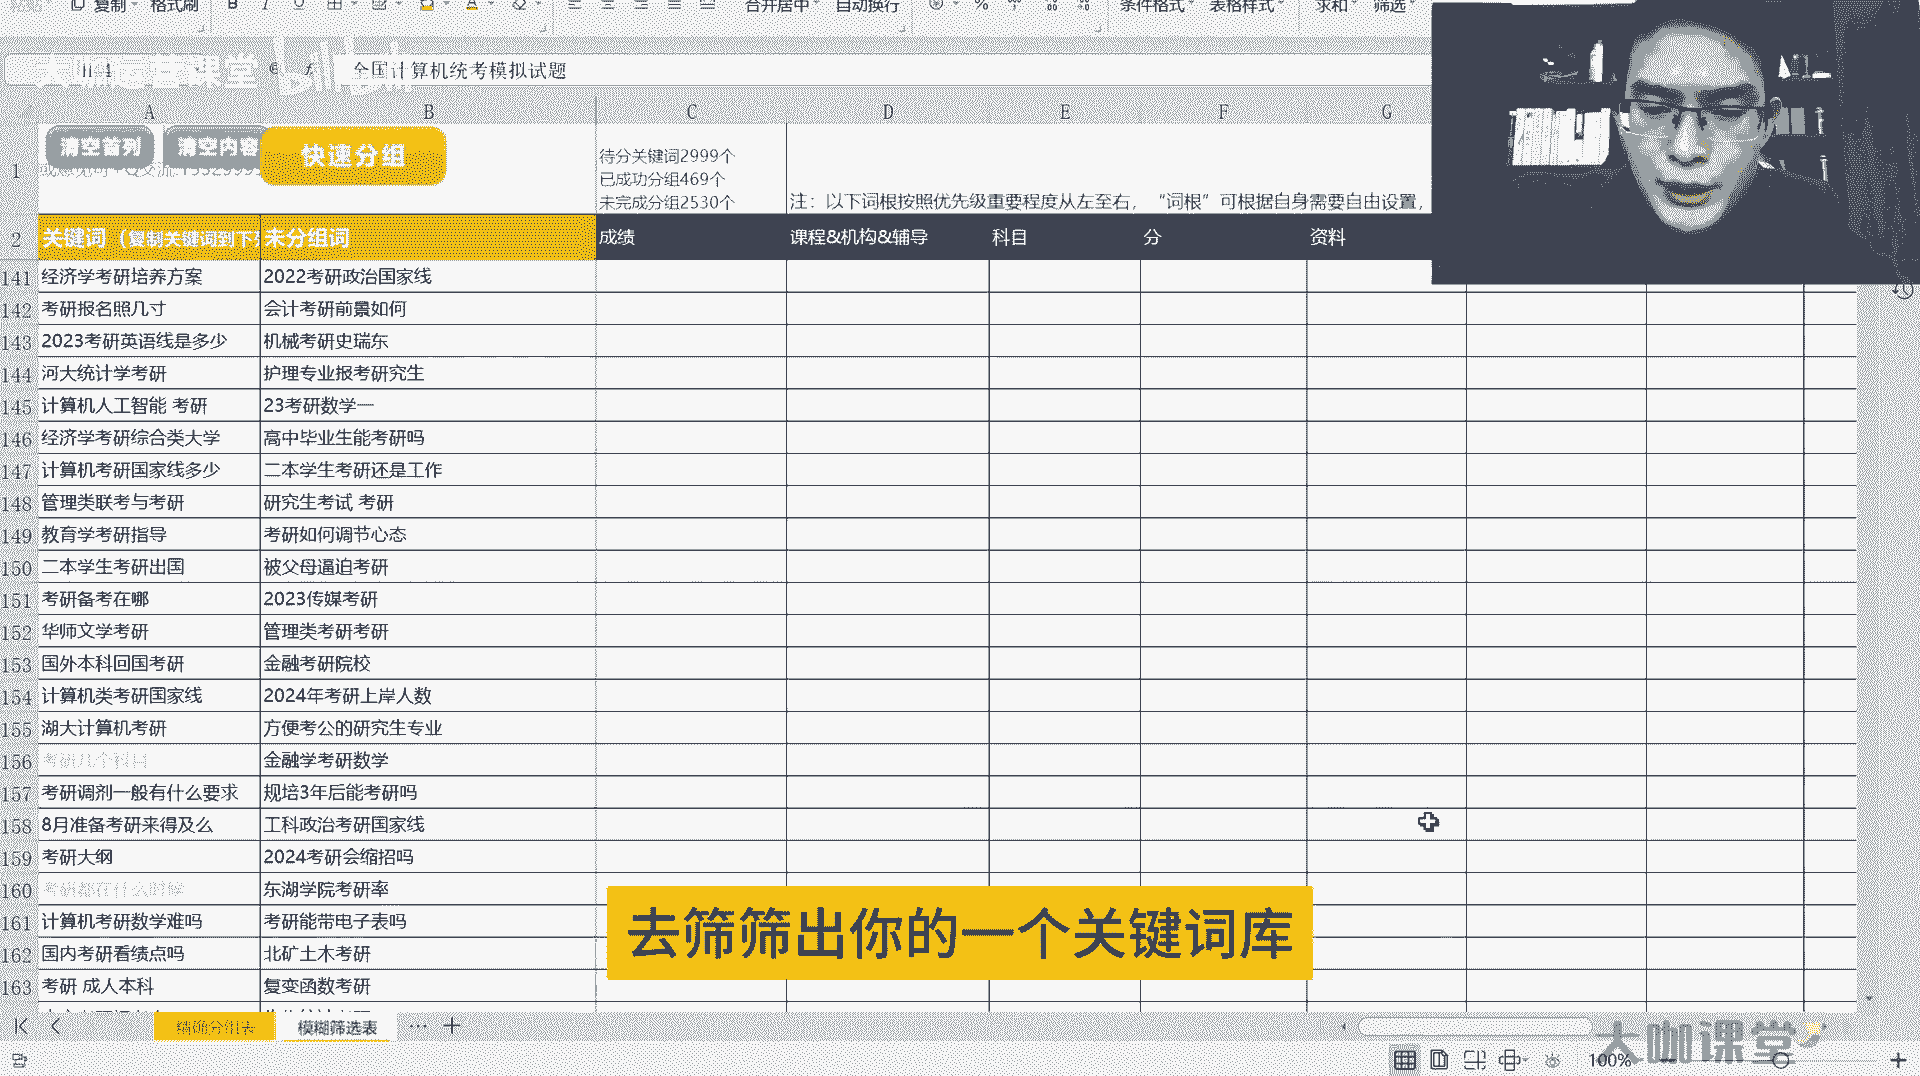 复制 格式刷 B I U 合并居中 自动换行 % 条件格式 表格样式 求和 筛选
大咖运营课堂 bilibili
全国计算机统考模拟试题
A B C D E F G
清空首列 清空内容 快速分组
待分关键词2999个
已成功分组469个
未完成分组2530个
注：以下词根按照优先级重要程度从左至右，“词根”可根据自身需要自由设置，
1
2 关键词（复制关键词到下 未分组词 成绩 课程&机构&辅导 科目 分 资料
141 经济学考研培养方案 2022考研政治国家线
142 考研报名照几寸 会计考研前景如何
143 2023考研英语线是多少 机械考研史瑞东
144 河大统计学考研 护理专业报考研究生
145 计算机人工智能 考研 23考研数学一
146 经济学考研综合类大学 高中毕业生能考研吗
147 计算机考研国家线多少 二本学生考研还是工作
148 管理类联考与考研 研究生考试 考研
149 教育学考研指导 考研如何调节心态
150 二本学生考研出国 被父母逼迫考研
151 考研备考在哪 2023传媒考研
152 华师文学考研 管理类考研考研
153 国外本科回国考研 金融考研院校
154 计算机类考研国家线 2024年考研上岸人数
155 湖大计算机考研 方便考公的研究生专业
156 考研几个科目 金融学考研数学
157 考研调剂一般有什么要求 规培3年后能考研吗
158 8月准备考研来得及么 工科政治考研国家线
159 考研大纲 2024考研会缩招吗
160 考研都在什么时候 东湖学院考研率
161 计算机考研数学难吗 考研能带电子表吗
162 国内考研看绩点吗 北矿土木考研
163 考研 成人本科 复变函数考研
去筛筛出你的一个关键词库
精确分组表 模糊筛选表 ··· +
大咖课堂
100%